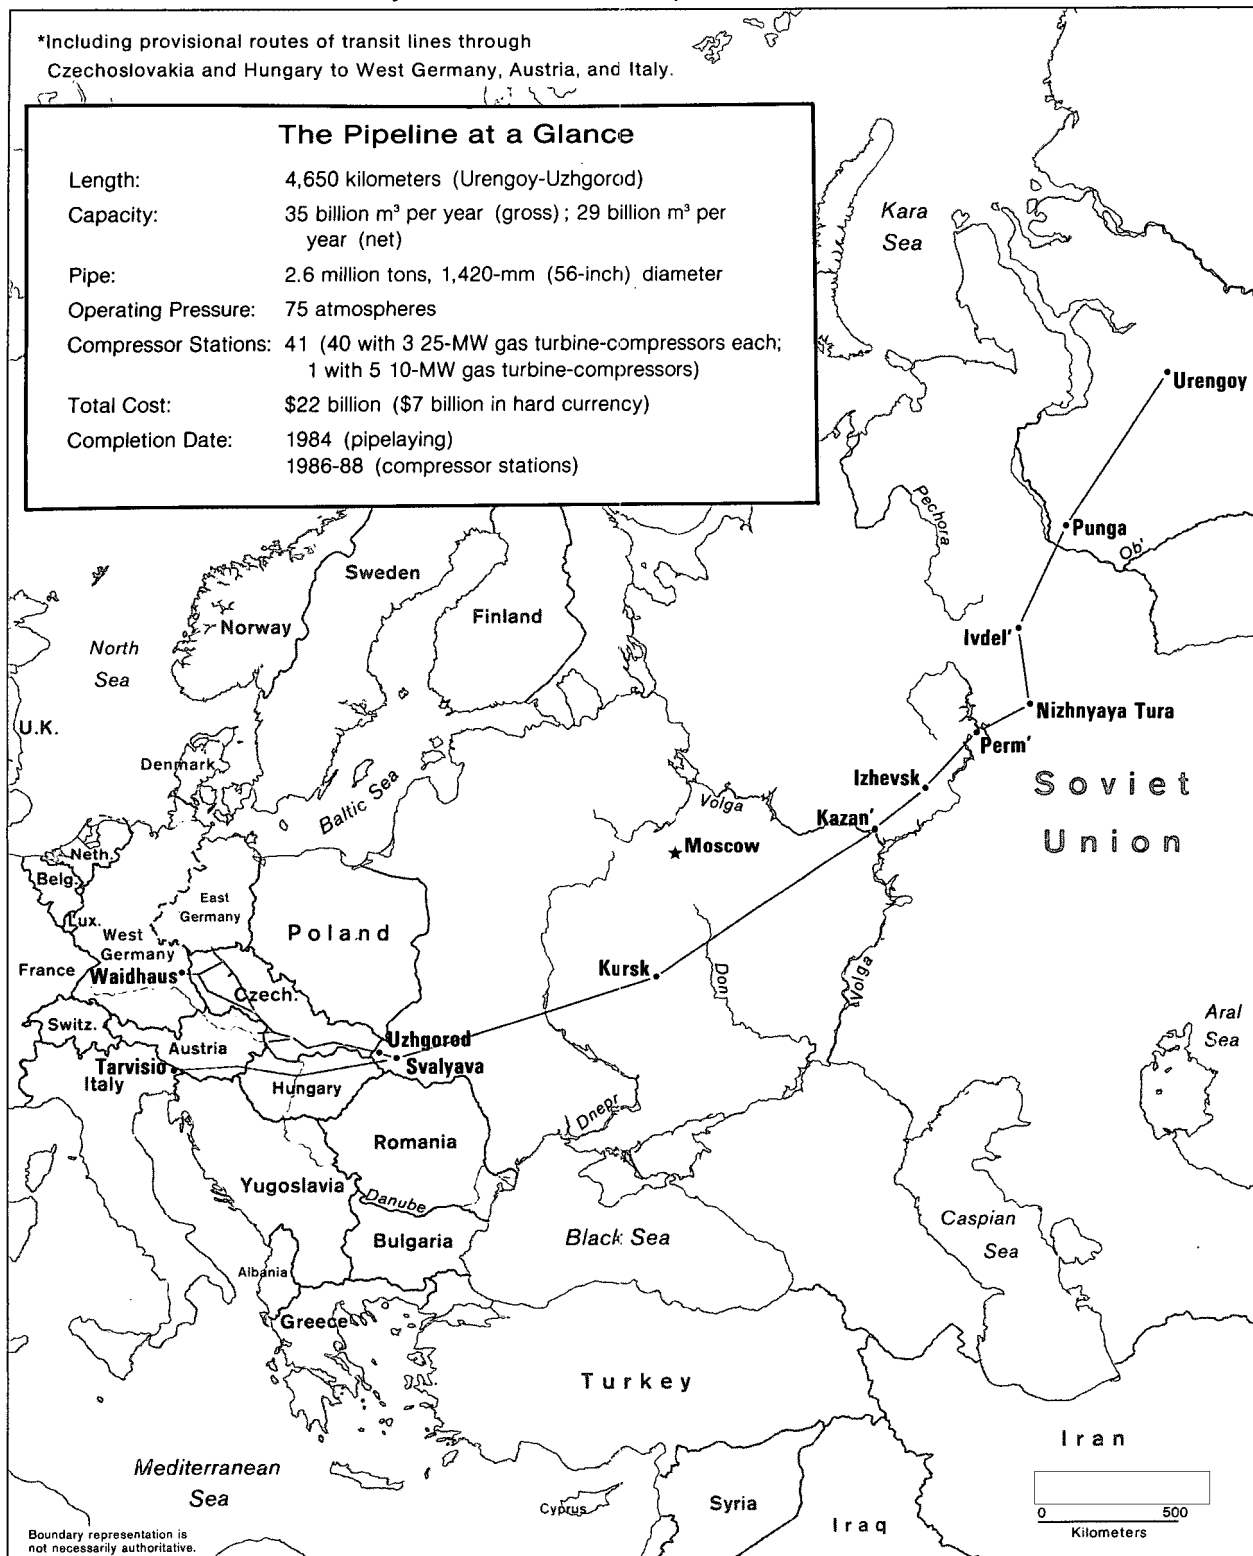 *Including provisional routes of transit lines through
Czechoslovakia and Hungary to West Germany, Austria, and Italy.
The Pipeline at a Glance
Length: 4,650 kilometers (Urengoy-Uzhgorod)
Capacity: 35 billion m³ per year (gross); 29 billion m³ per
year (net)
Pipe: 2.6 million tons, 1,420-mm (56-inch) diameter
Operating Pressure: 75 atmospheres
Compressor Stations: 41 (40 with 3 25-MW gas turbine-compressors each;
1 with 5 10-MW gas turbine-compressors)
Total Cost: $22 billion ($7 billion in hard currency)
Completion Date: 1984 (pipelaying)
1986-88 (compressor stations)
Kara
Sea
Urengoy
Pechora
Punga
Ob'
Sweden
Finland
Norway
North
Sea
Ivdel'
U.K.
Nizhnyaya Tura
Perm'
Denmark
Baltic Sea
Izhevsk
Soviet
Union
Volga
Kazan'
Moscow
Neth.
Belg.
East
Germany
Lux.
West
Germany
Poland
France
Waidhaus
Kursk
Don
Volga
Czech.
Switz.
Austria
Uzhgorod
Svalyava
Aral
Sea
Tarvisio
Italy
Hungary
Dnepr
Romania
Yugoslavia
Danube
Bulgaria
Black Sea
Caspian
Sea
Albania
Greece
Turkey
Iran
Mediterranean
Sea
Cyprus
Syria
Iraq
0 500
Kilometers
Boundary representation is
not necessarily authoritative.